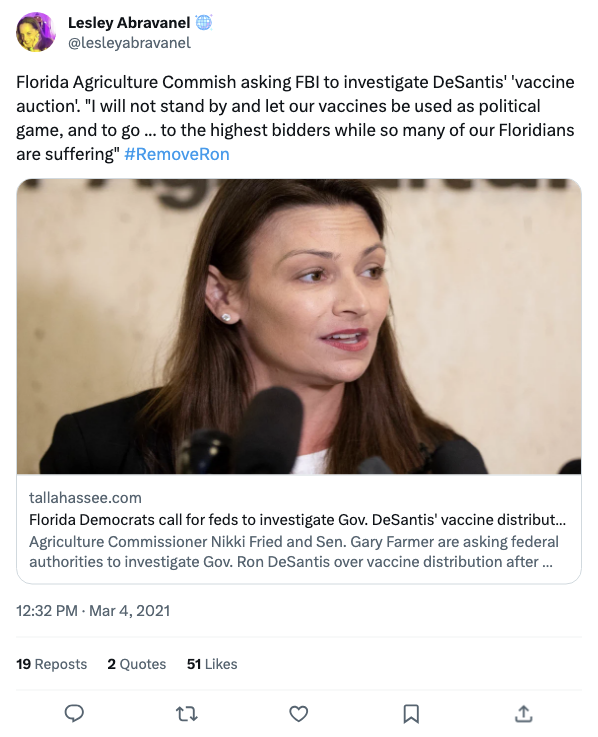 Lesley Abravanel
@lesleyabravanel
Florida Agriculture Commish asking FBI to investigate DeSantis' 'vaccine
auction'. "I will not stand by and let our vaccines be used as political
game, and to go ... to the highest bidders while so many of our Floridians
are suffering" #RemoveRon
tallahassee.com
Florida Democrats call for feds to investigate Gov. DeSantis' vaccine distribut...
Agriculture Commissioner Nikki Fried and Sen. Gary Farmer are asking federal
authorities to investigate Gov. Ron DeSantis over vaccine distribution after ...
12:32 PM · Mar 4, 2021
19 Reposts 2 Quotes 51 Likes